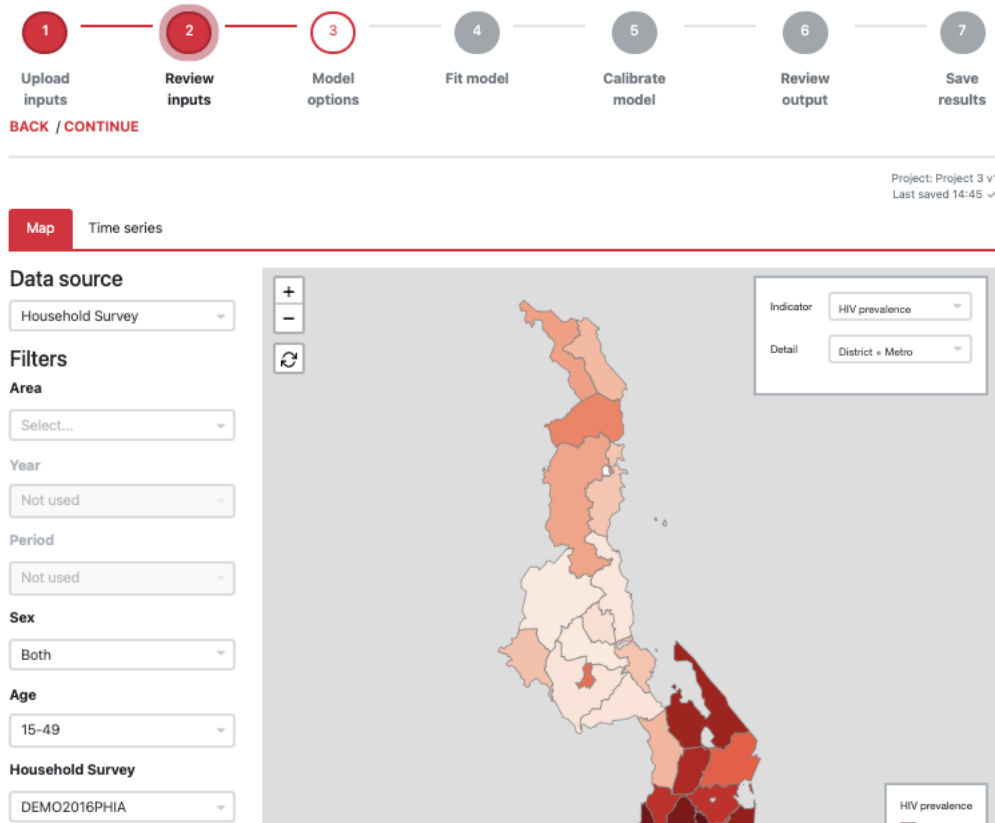 1
2
3
4
5
6
7
Upload
inputs
Review
inputs
Model
options
Fit model
Calibrate
model
Review
output
Save
results
BACK / CONTINUE
Project: Project 3 v1
Last saved 14:45
Map
Time series
Data source
Household Survey
Filters
Area
Select...
Year
Not used
Period
Not used
Sex
Both
Age
15-49
Household Survey
DEMO2016PHIA
+
−
Indicator
HIV prevalence
Detail
District + Metro
HIV prevalence